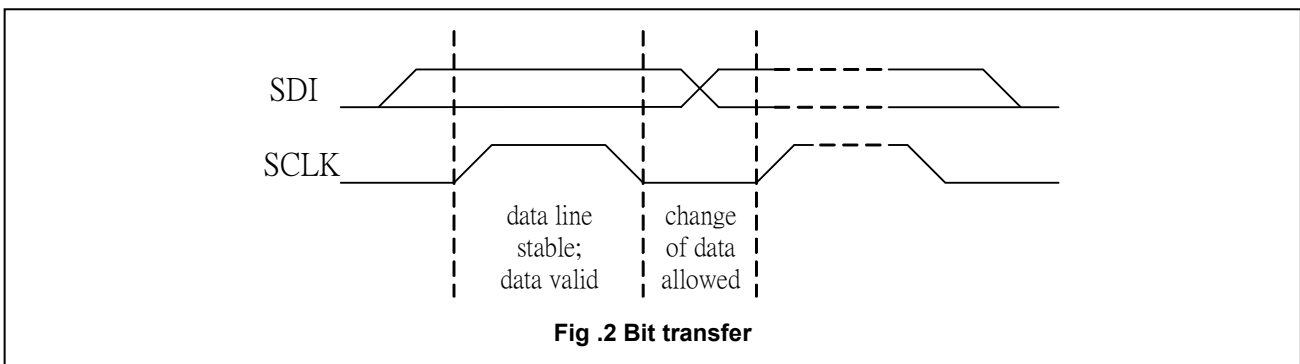 SDI
SCLK
data line
stable;
data valid
change
of data
allowed
Fig .2 Bit transfer